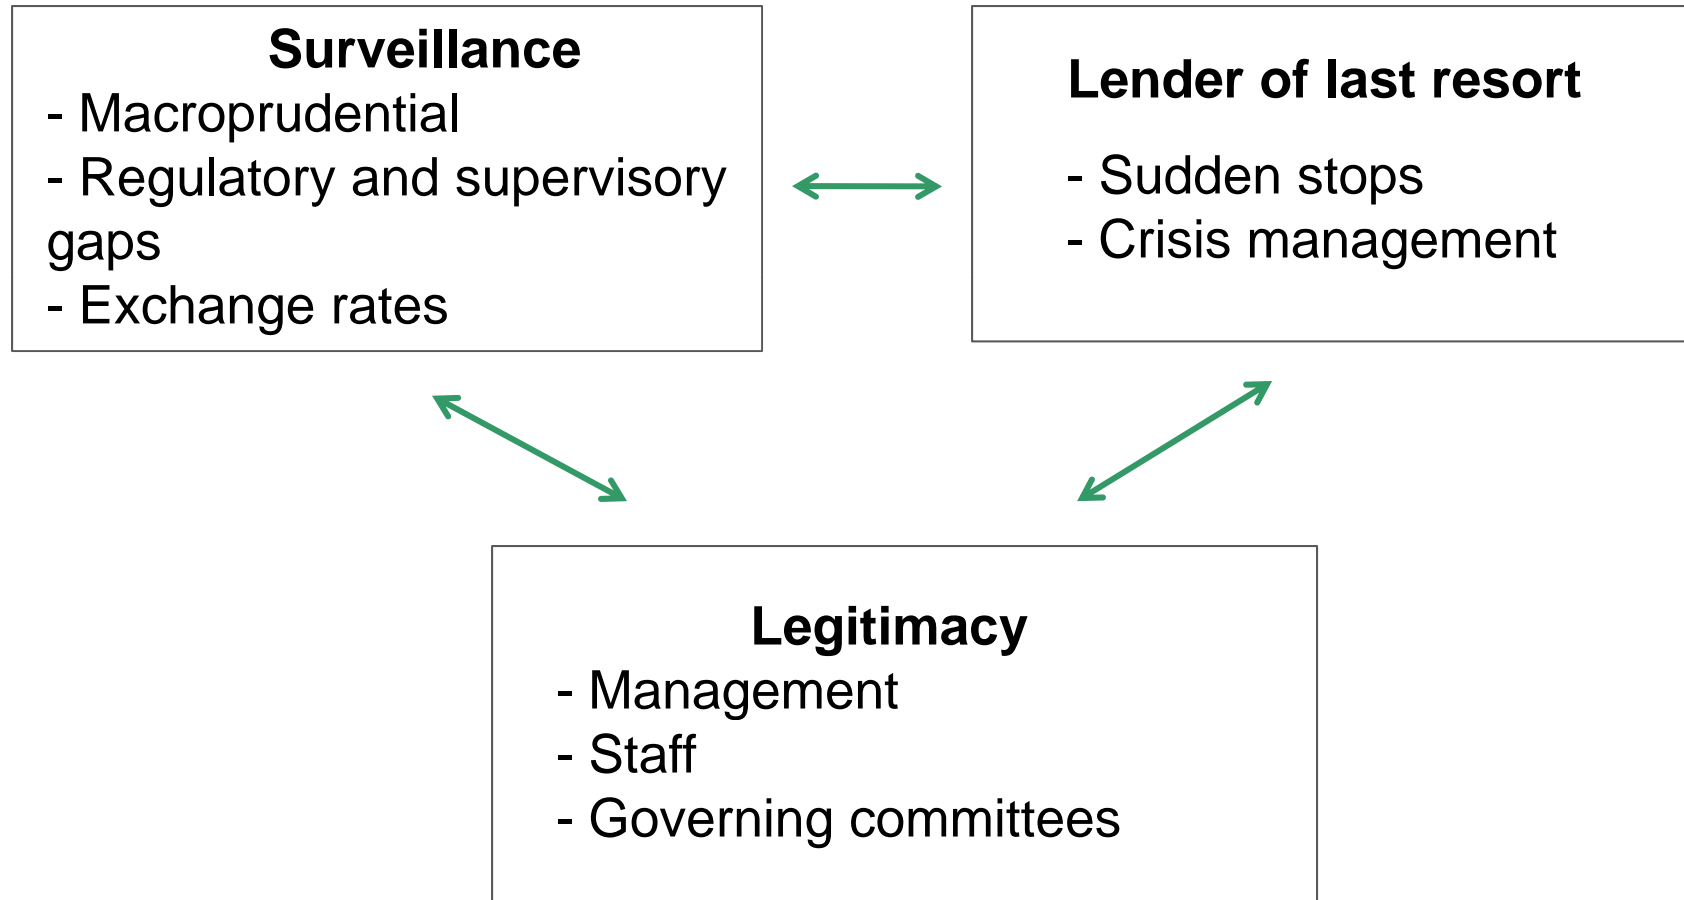 Surveillance
- Macroprudential
- Regulatory and supervisory
gaps
- Exchange rates
Lender of last resort
- Sudden stops
- Crisis management
Legitimacy
- Management
- Staff
- Governing committees